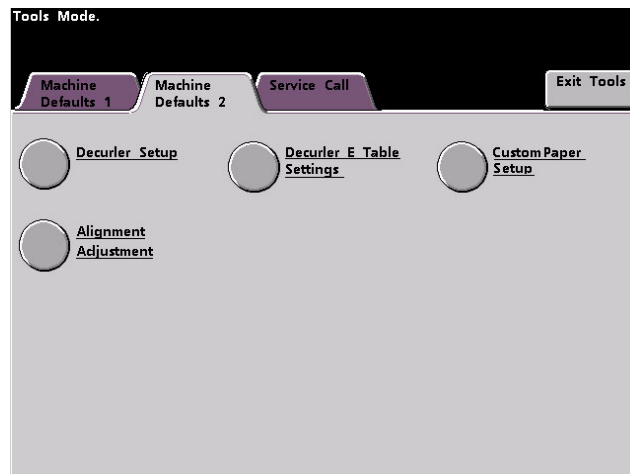 Tools Mode.
Machine
Defaults 1
Machine
Defaults 2
Service Call
Exit Tools
Decurler Setup
Decurler E Table
Settings
Custom Paper
Setup
Alignment
Adjustment